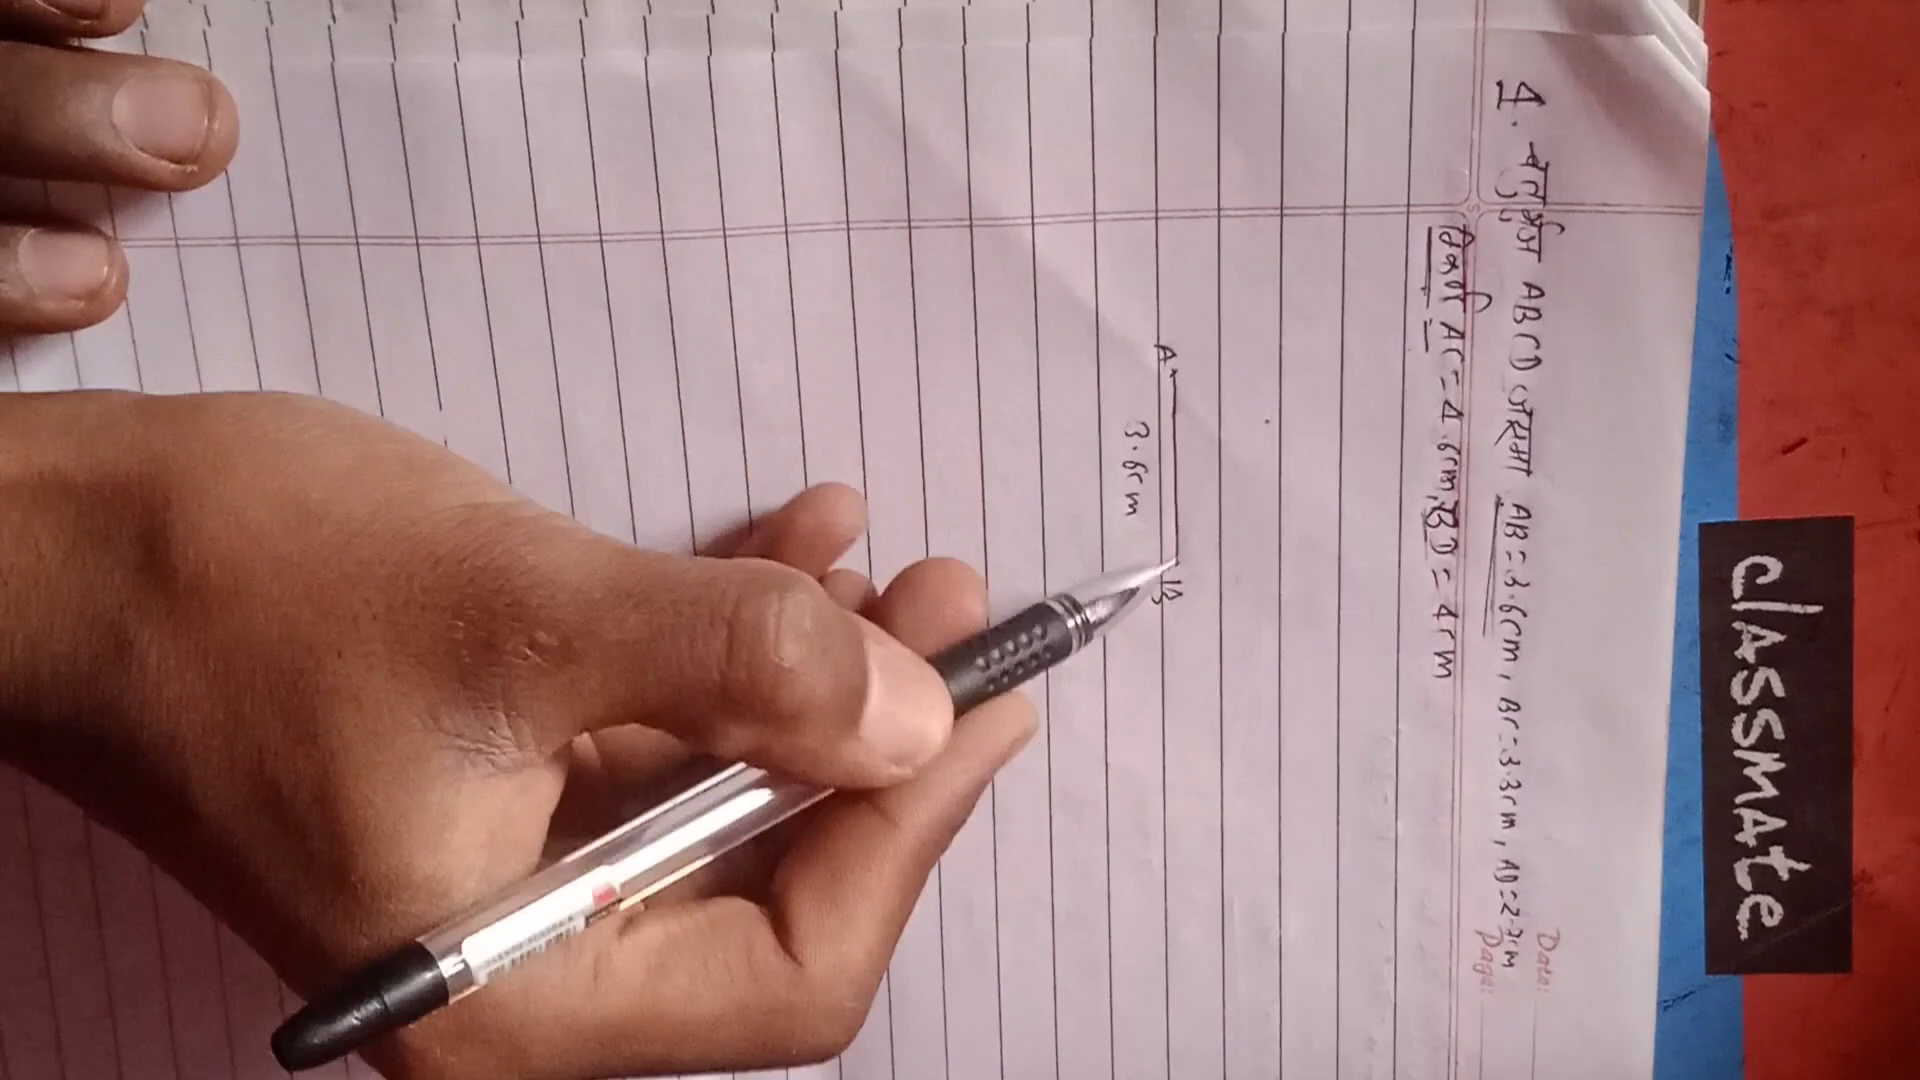 4. चतुर्भुज ABCD जसमा AB = 3.6cm, BC = 3.3cm, AD = 2.7cm
विकर्ण AC = 4.6cm, BD = 4cm
A B
3.6cm
Date:
Page:
classmate